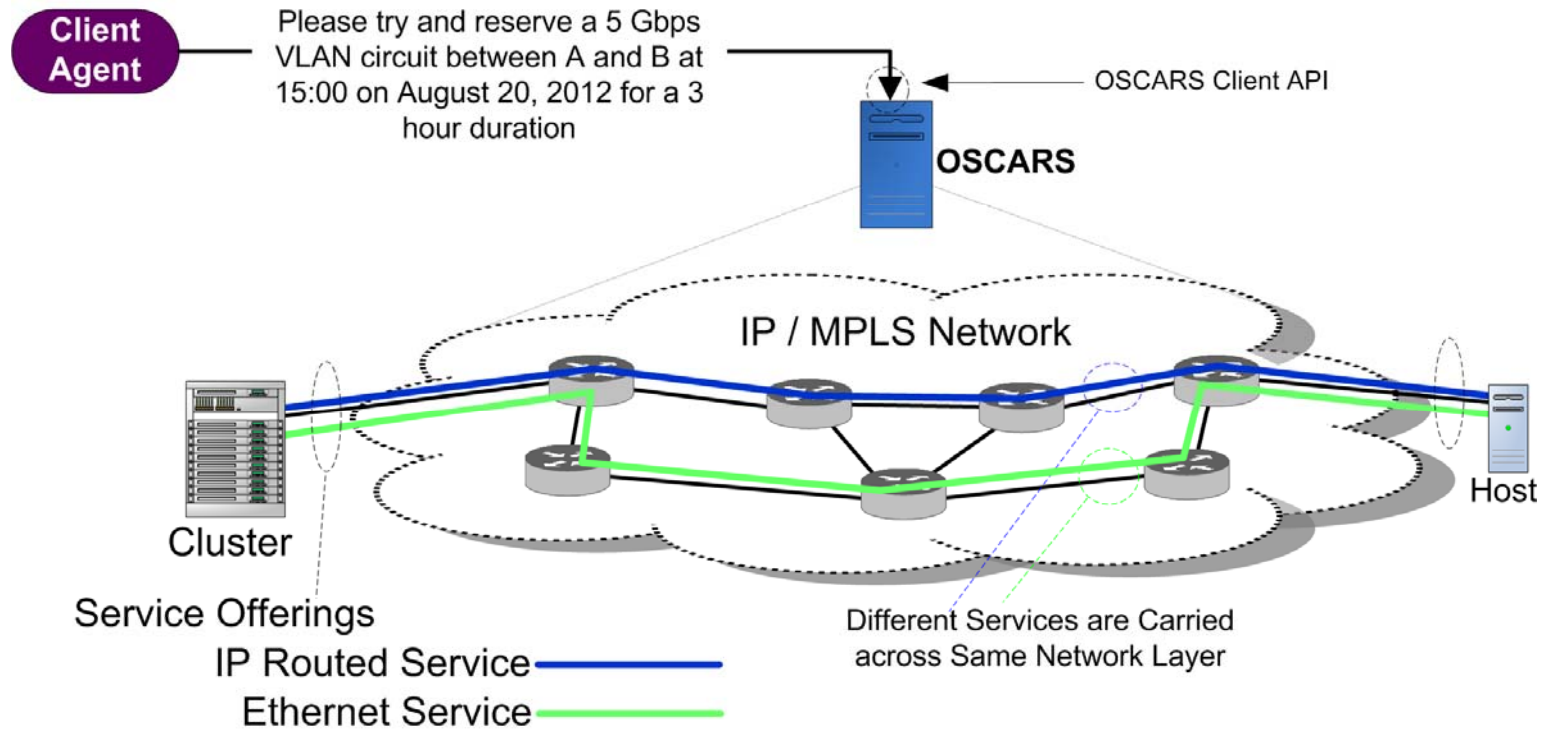 Client
Agent
Please try and reserve a 5 Gbps
VLAN circuit between A and B at
15:00 on August 20, 2012 for a 3
hour duration
OSCARS Client API
OSCARS
IP / MPLS Network
Cluster
Host
Service Offerings
IP Routed Service
Ethernet Service
Different Services are Carried
across Same Network Layer